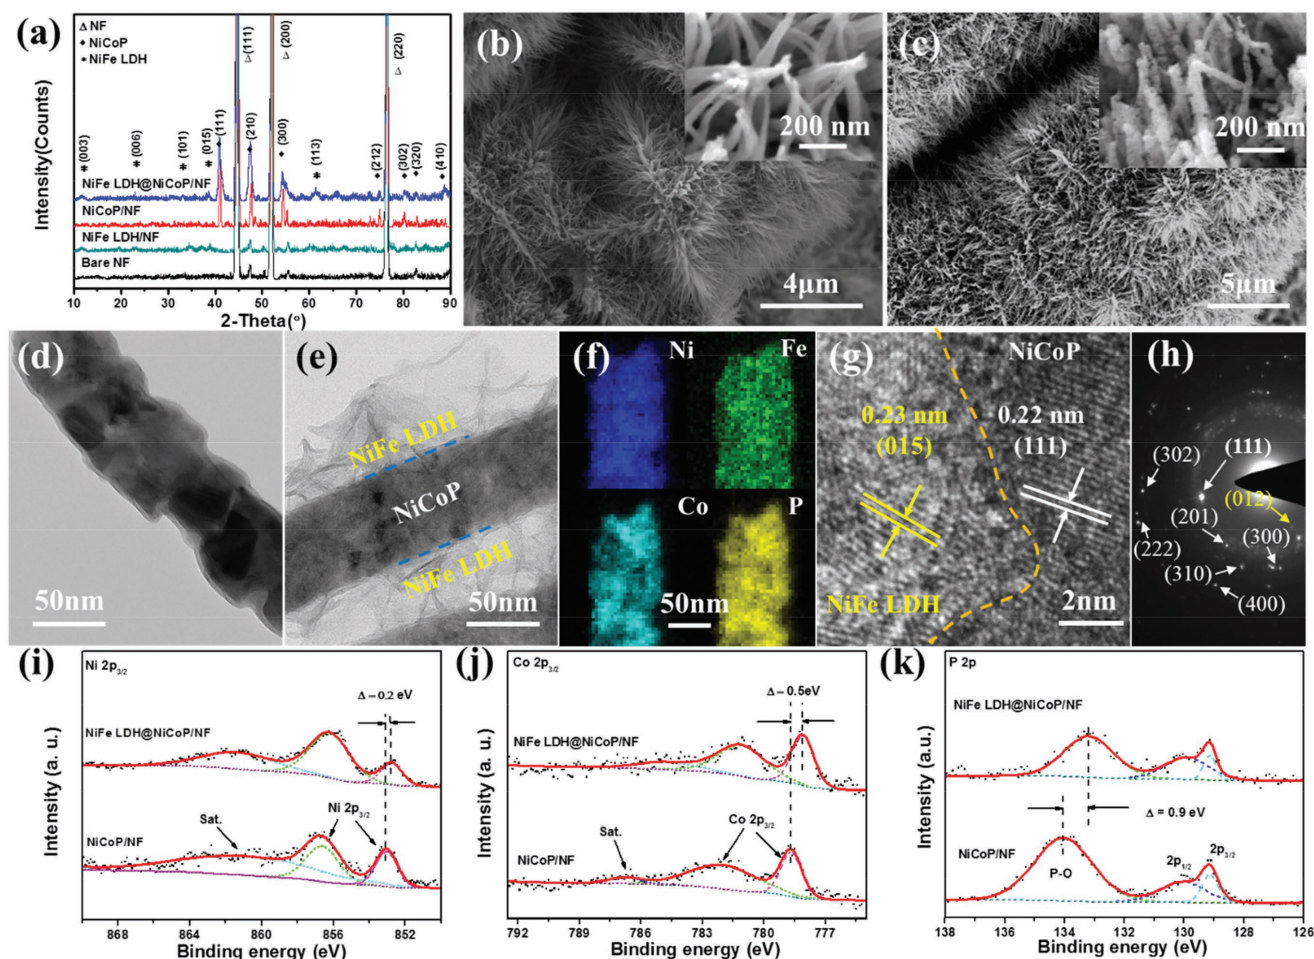 (a)
Δ NF
◆ NiCoP
✱ NiFe LDH
Intensity(Counts)
✱ (003)
✱ (006)
✱ (101)
✱ (015)
◆ (111)
Δ (111)
◆ (210)
Δ (200)
◆ (300)
✱ (113)
Δ (220)
◆ (212)
◆ (302)
◆ (320)
◆ (410)
NiFe LDH@NiCoP/NF
NiCoP/NF
NiFe LDH/NF
Bare NF
10 20 30 40 50 60 70 80 90
2-Theta(°)
(b)
200 nm
4μm
(c)
200 nm
5μm
(d)
50nm
(e)
NiFe LDH
NiCoP
NiFe LDH
50nm
(f)
Ni
Fe
Co
P
50nm
(g)
NiCoP
0.23 nm
(015)
0.22 nm
(111)
NiFe LDH
2nm
(h)
(302)
(111)
(012)
(201)
(222)
(300)
(310)
(400)
(i)
Ni 2p3/2
Δ = 0.2 eV
NiFe LDH@NiCoP/NF
Sat.
Ni 2p3/2
NiCoP/NF
Intensity (a. u.)
868 864 860 856 852
Binding energy (eV)
(j)
Co 2p3/2
Δ = 0.5eV
NiFe LDH@NiCoP/NF
Sat.
Co 2p3/2
NiCoP/NF
Intensity (a. u.)
792 789 786 783 780 777
Binding energy (eV)
(k)
P 2p
NiFe LDH@NiCoP/NF
Δ = 0.9 eV
NiCoP/NF
P-O
2p1/2
2p3/2
Intensity (a.u.)
138 136 134 132 130 128 126
Binding energy (eV)